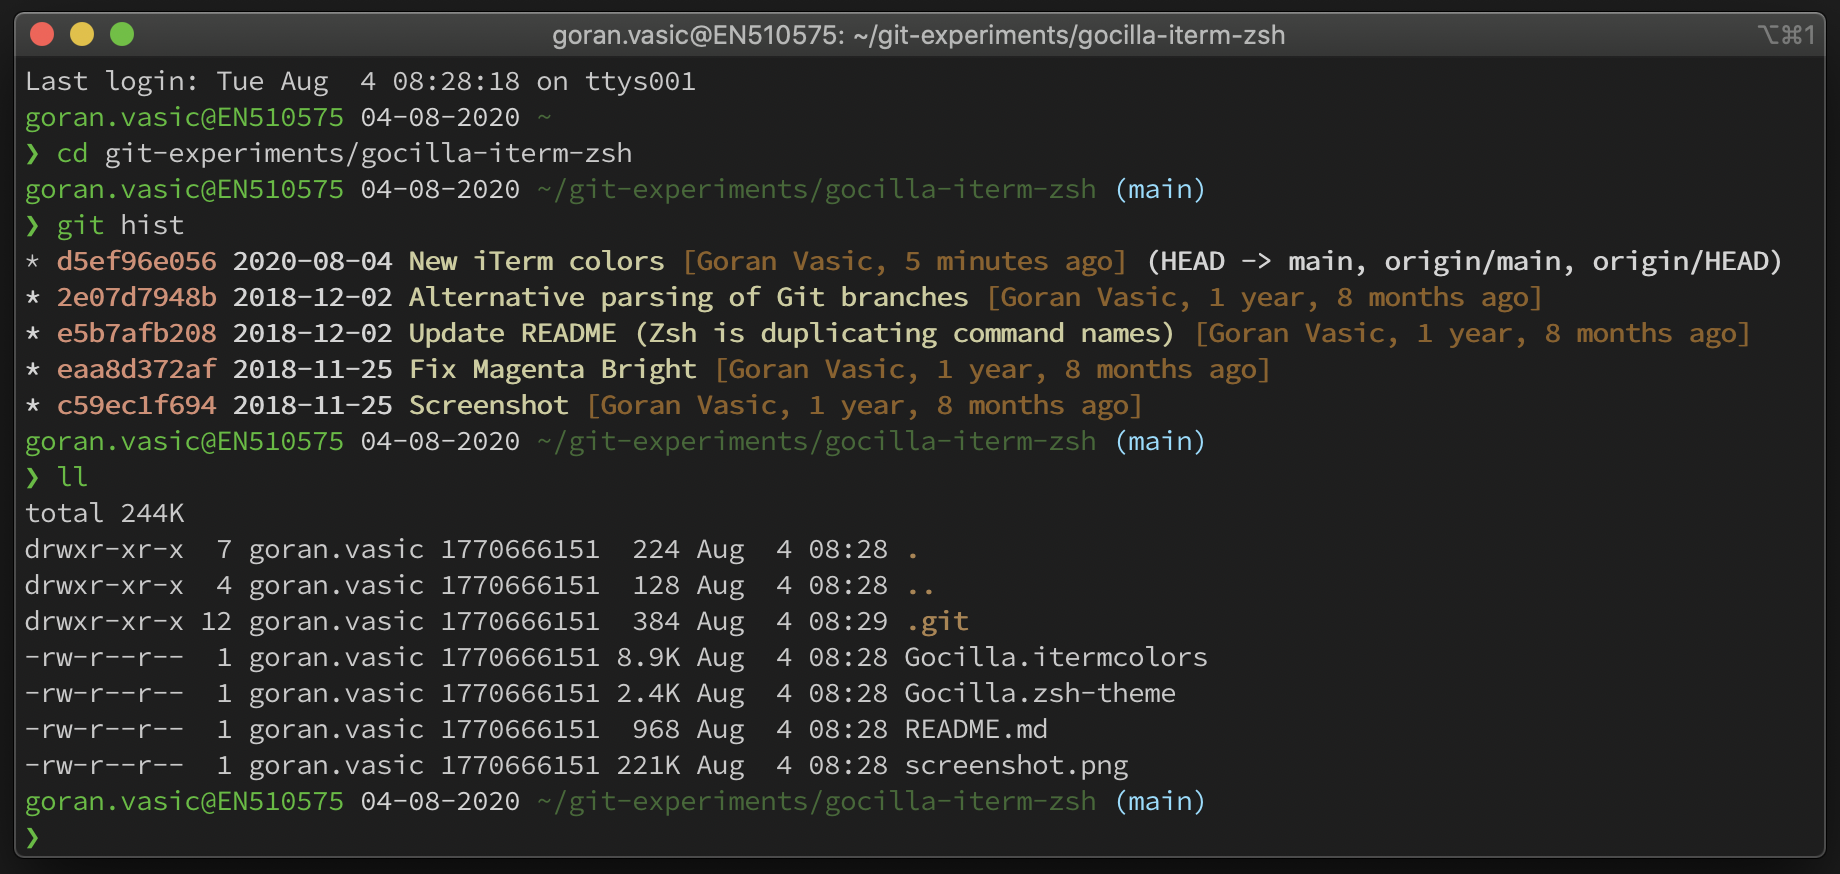 goran.vasic@EN510575: ~/git-experiments/gocilla-iterm-zsh ⌥⌘1
Last login: Tue Aug  4 08:28:18 on ttys001
goran.vasic@EN510575 04-08-2020 ~
❯ cd git-experiments/gocilla-iterm-zsh
goran.vasic@EN510575 04-08-2020 ~/git-experiments/gocilla-iterm-zsh (main)
❯ git hist
* d5ef96e056 2020-08-04 New iTerm colors [Goran Vasic, 5 minutes ago] (HEAD -> main, origin/main, origin/HEAD)
* 2e07d7948b 2018-12-02 Alternative parsing of Git branches [Goran Vasic, 1 year, 8 months ago]
* e5b7afb208 2018-12-02 Update README (Zsh is duplicating command names) [Goran Vasic, 1 year, 8 months ago]
* eaa8d372af 2018-11-25 Fix Magenta Bright [Goran Vasic, 1 year, 8 months ago]
* c59ec1f694 2018-11-25 Screenshot [Goran Vasic, 1 year, 8 months ago]
goran.vasic@EN510575 04-08-2020 ~/git-experiments/gocilla-iterm-zsh (main)
❯ ll
total 244K
drwxr-xr-x  7 goran.vasic 1770666151  224 Aug  4 08:28 .
drwxr-xr-x  4 goran.vasic 1770666151  128 Aug  4 08:28 ..
drwxr-xr-x 12 goran.vasic 1770666151  384 Aug  4 08:29 .git
-rw-r--r--  1 goran.vasic 1770666151 8.9K Aug  4 08:28 Gocilla.itermcolors
-rw-r--r--  1 goran.vasic 1770666151 2.4K Aug  4 08:28 Gocilla.zsh-theme
-rw-r--r--  1 goran.vasic 1770666151  968 Aug  4 08:28 README.md
-rw-r--r--  1 goran.vasic 1770666151 221K Aug  4 08:28 screenshot.png
goran.vasic@EN510575 04-08-2020 ~/git-experiments/gocilla-iterm-zsh (main)
❯